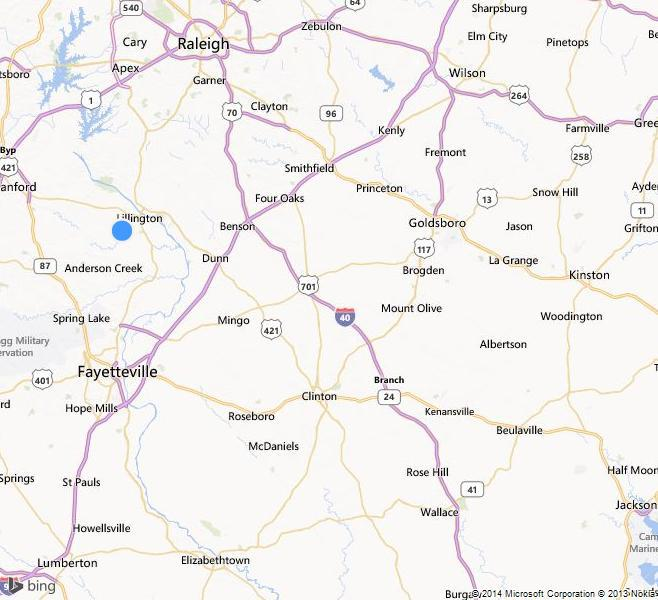 Sharpsburg
64
540
Zebulon
Elm City
Cary
Raleigh
Pinetops
Apex
Wilson
Garner
1
Clayton
264
70
96
Farmville
Kenly
Byp
421
Fremont
258
Smithfield
Princeton
Snow Hill
Four Oaks
13
11
Lillington
Goldsboro
Jason
Benson
117
Dunn
La Grange
87
Anderson Creek
Brogden
Kinston
701
Mount Olive
40
Woodington
Spring Lake
Mingo
421
Albertson
Fayetteville
401
Branch
24
Clinton
Hope Mills
Roseboro
Kenansville
Beulaville
McDaniels
Rose Hill
Half Moon
St Pauls
41
Wallace
Howellsville
Elizabethtown
Lumberton
bing
© 2014 Microsoft Corporation © 2013 Nokia